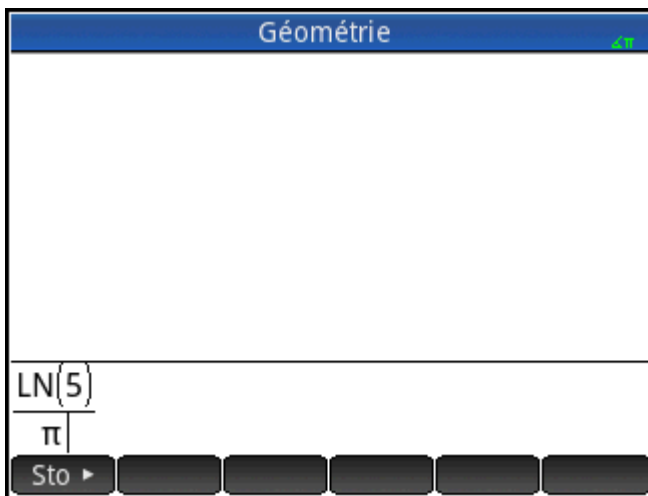 Géométrie
∡π
LN(5)
π
Sto ►